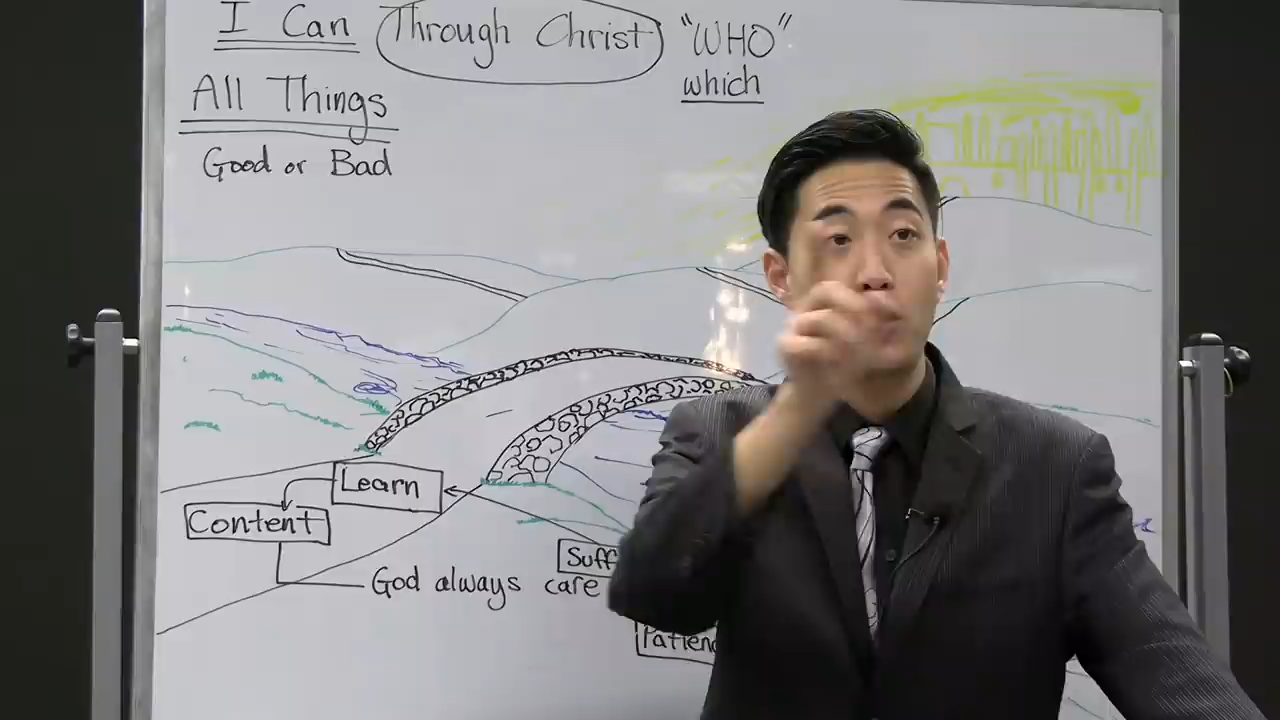 I Can Through Christ "WHO"
All Things which
Good or Bad
Learn
Content
God always care